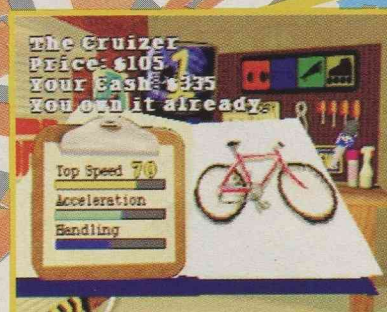 The Cruizer
Price: $105
Your Cash: $335
You own it already.
Top Speed 70
Acceleration
Handling